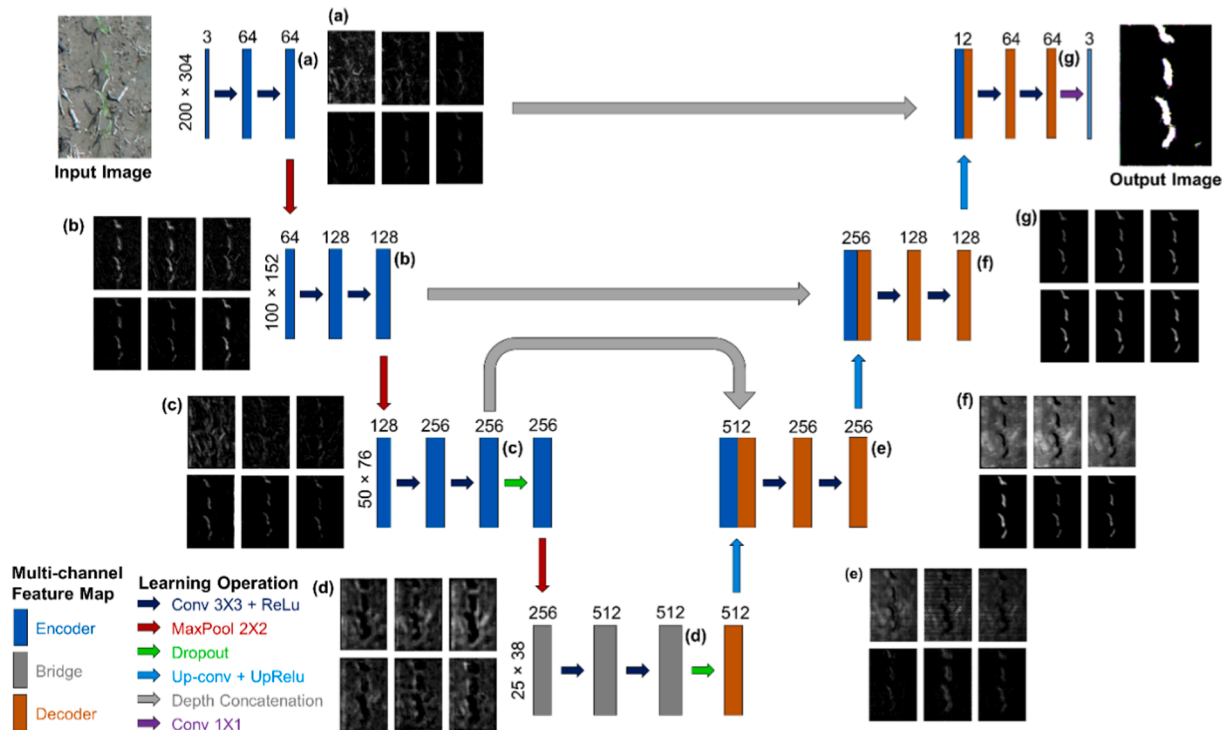 (a)
3 64 64
(a)
200 × 304
Input Image
12 64 64
(g)
3
Output Image
(b)
64 128 128
(b)
100 × 152
256 128 128
(f)
(g)
(c)
128 256 256 256
(c)
50 × 76
512 256 256
(e)
(f)
Multi-channel
Feature Map
Encoder
Bridge
Decoder
Learning Operation
Conv 3X3 + ReLu
MaxPool 2X2
Dropout
Up-conv + UpRelu
Depth Concatenation
Conv 1X1
(d)
256 512 512 512
(d)
25 × 38
(e)